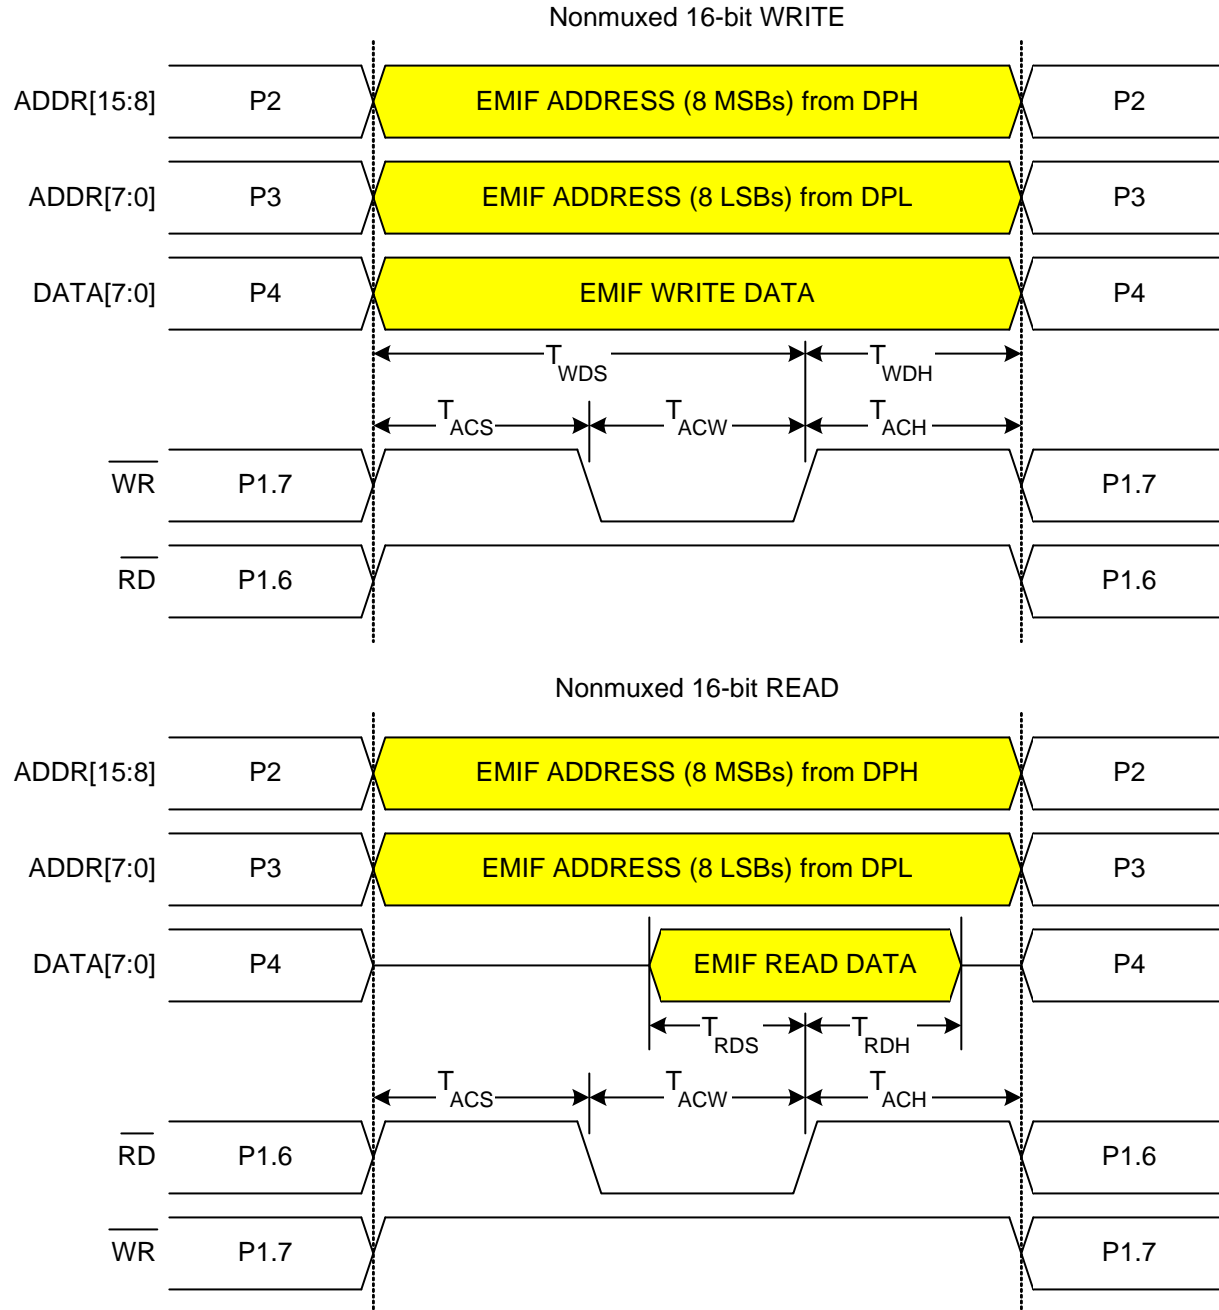 Nonmuxed 16-bit WRITE
ADDR[15:8] P2 EMIF ADDRESS (8 MSBs) from DPH P2
ADDR[7:0] P3 EMIF ADDRESS (8 LSBs) from DPL P3
DATA[7:0] P4 EMIF WRITE DATA P4
TWDS TWDH
TACS TACW TACH
WR P1.7 P1.7
RD P1.6 P1.6
Nonmuxed 16-bit READ
ADDR[15:8] P2 EMIF ADDRESS (8 MSBs) from DPH P2
ADDR[7:0] P3 EMIF ADDRESS (8 LSBs) from DPL P3
DATA[7:0] P4 EMIF READ DATA P4
TRDS TRDH
TACS TACW TACH
RD P1.6 P1.6
WR P1.7 P1.7